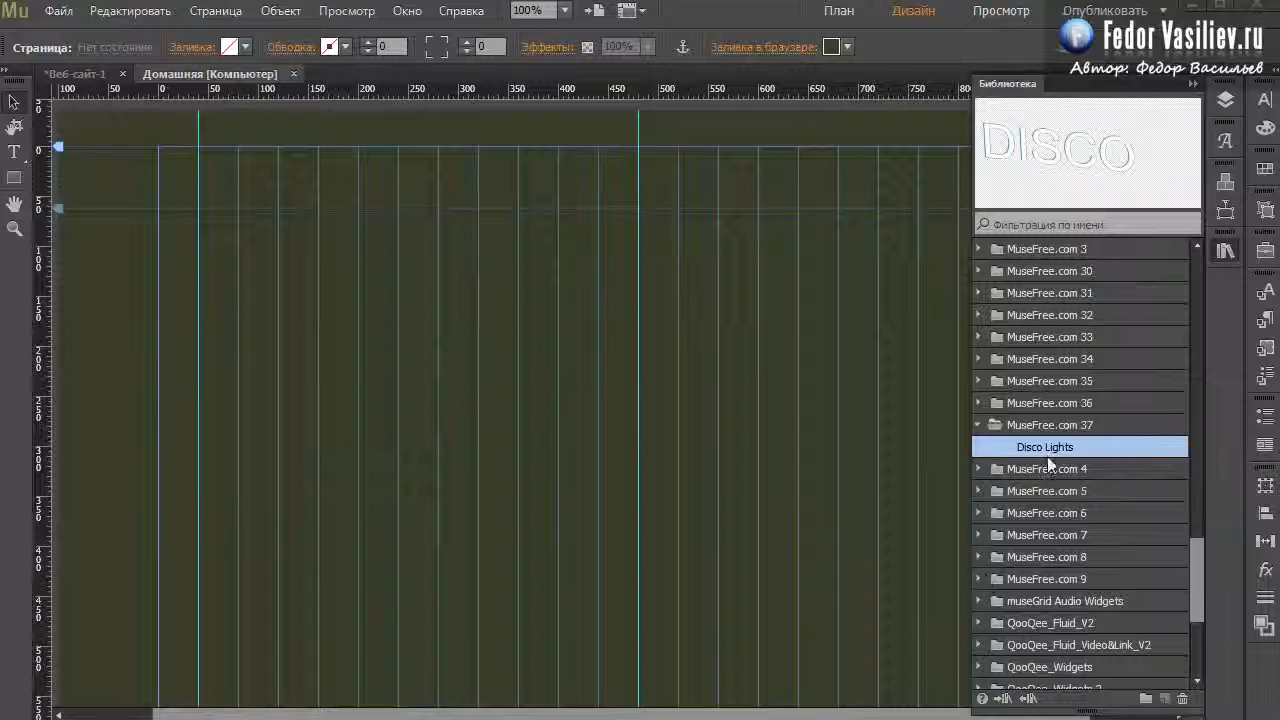 Mu Файл Редактировать Страница Объект Просмотр Окно Справка 100% План Дизайн Просмотр Опубликовать
Fedor Vasiliev.ru
Автор: Федор Васильев
Страница: Нет состояние Заливка: Обводка: 0 0 Эффекты: 100% Заливка в браузере:
*Веб-сайт-1 × Домашняя [Компьютер] ×
100 50 0 50 100 150 200 250 300 350 400 450 500 550 600 650 700 750 800
Библиотека
DISCO
Фильтрация по имени
MuseFree.com 3
MuseFree.com 30
MuseFree.com 31
MuseFree.com 32
MuseFree.com 33
MuseFree.com 34
MuseFree.com 35
MuseFree.com 36
MuseFree.com 37
Disco Lights
MuseFree.com 4
MuseFree.com 5
MuseFree.com 6
MuseFree.com 7
MuseFree.com 8
MuseFree.com 9
museGrid Audio Widgets
QooQee_Fluid_V2
QooQee_Fluid_Video&Link_V2
QooQee_Widgets
QooQee_Widgets 2